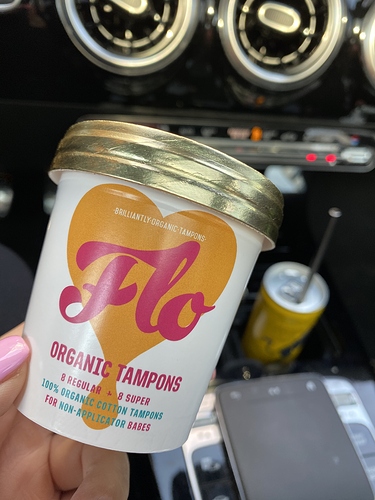 ·BRILLIANTLY·ORGANIC·TAMPONS·
Flo
ORGANIC TAMPONS
8 REGULAR + 8 SUPER
100% ORGANIC COTTON TAMPONS
FOR NON-APPLICATOR BABES